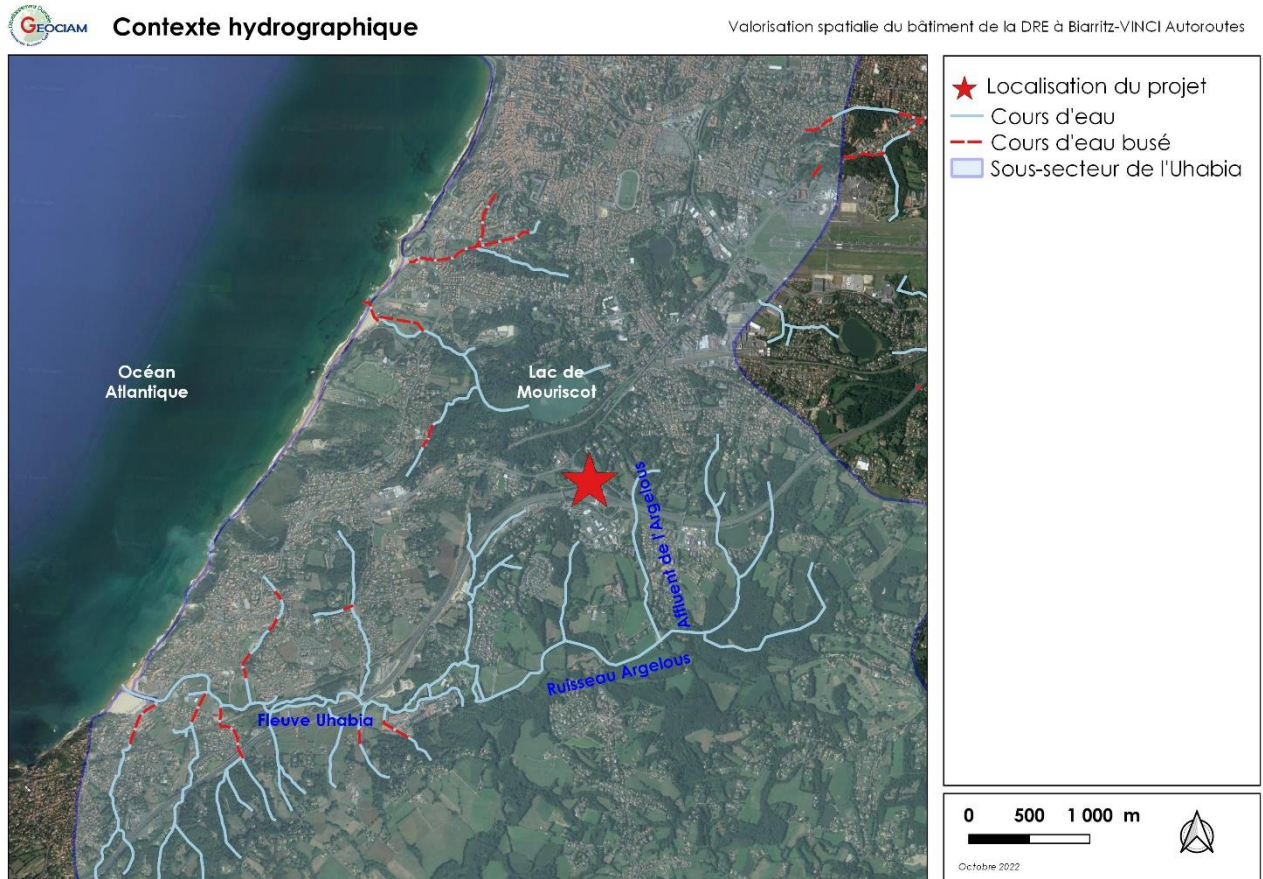 GEOCIAM
Contexte hydrographique
Valorisation spatiale du bâtiment de la DRE à Biarritz-VINCI Autoroutes
Localisation du projet
Cours d'eau
Cours d'eau busé
Sous-secteur de l'Uhabia
Océan
Atlantique
Lac de
Mouriscot
Affluent de l'Argelous
Ruisseau Argelous
Fleuve Uhabia
0 500 1 000 m
Octobre 2022